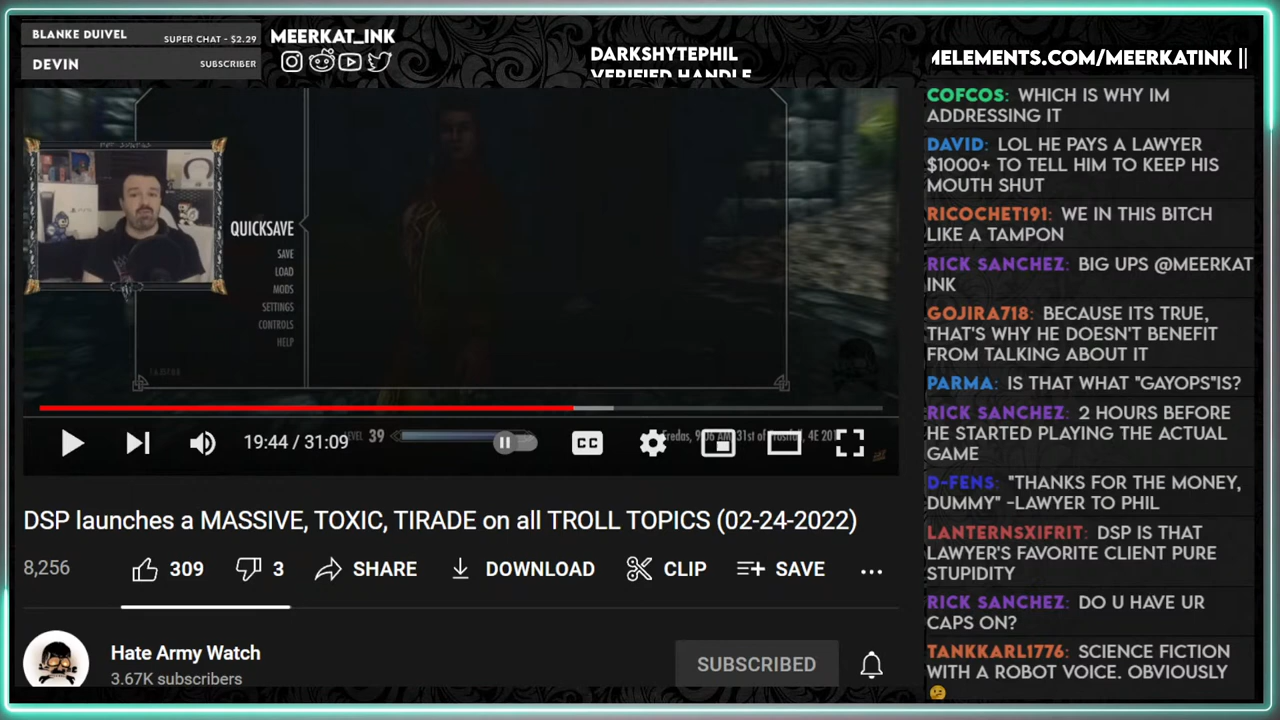 BLANKE DUIVEL
SUPER CHAT - $2.29
DEVIN
SUBSCRIBER
MEERKAT_INK
DARKSHYTEPHIL
VERIFIED HANDLE
MELEMENTS.COM/MEERKATINK ||
QUICKSAVE
SAVE
LOAD
MODS
SETTINGS
CONTROLS
HELP
19:44 / 31:09
LEVEL 39
CC
DSP launches a MASSIVE, TOXIC, TIRADE on all TROLL TOPICS (02-24-2022)
8,256
309
3
SHARE
DOWNLOAD
CLIP
SAVE
Hate Army Watch
3.67K subscribers
SUBSCRIBED
COFCOS: WHICH IS WHY IM
ADDRESSING IT
DAVID: LOL HE PAYS A LAWYER
$1000+ TO TELL HIM TO KEEP HIS
MOUTH SHUT
RICOCHET191: WE IN THIS BITCH
LIKE A TAMPON
RICK SANCHEZ: BIG UPS @MEERKAT
INK
GOJIRA718: BECAUSE ITS TRUE,
THAT'S WHY HE DOESN'T BENEFIT
FROM TALKING ABOUT IT
PARMA: IS THAT WHAT "GAYOPS"IS?
RICK SANCHEZ: 2 HOURS BEFORE
HE STARTED PLAYING THE ACTUAL
GAME
D-FENS: "THANKS FOR THE MONEY,
DUMMY" -LAWYER TO PHIL
LANTERNSXIFRIT: DSP IS THAT
LAWYER'S FAVORITE CLIENT PURE
STUPIDITY
RICK SANCHEZ: DO U HAVE UR
CAPS ON?
TANKKARL1776: SCIENCE FICTION
WITH A ROBOT VOICE. OBVIOUSLY